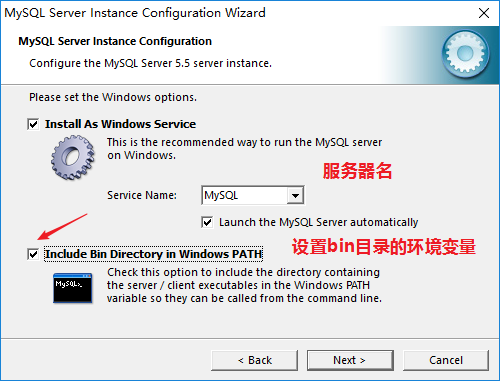 MySQL Server Instance Configuration Wizard
MySQL Server Instance Configuration
Configure the MySQL Server 5.5 server instance.
Please set the Windows options.
Install As Windows Service
This is the recommended way to run the MySQL server
on Windows.
服务器名
Service Name:
MySQL
Launch the MySQL Server automatically
设置bin目录的环境变量
Include Bin Directory in Windows PATH
MySQL>_
Check this option to include the directory containing
the server / client executables in the Windows PATH
variable so they can be called from the command line.
< Back
Next >
Cancel